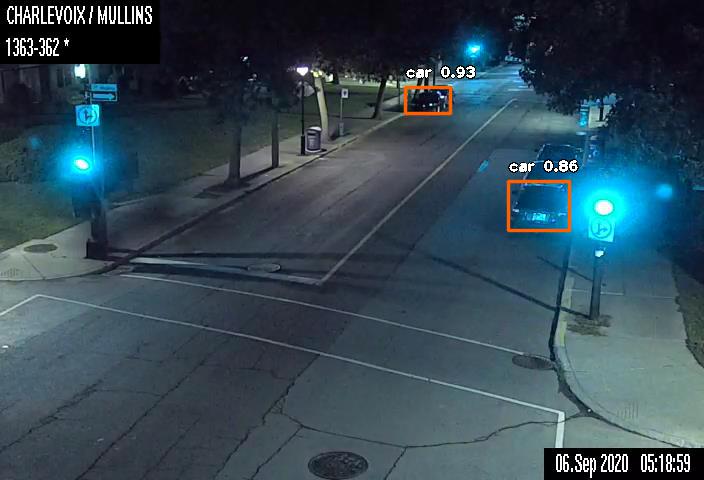 CHARLEVOIX / MULLINS
1363-362 *
car 0.93
car 0.86
06.Sep 2020 05:18:59